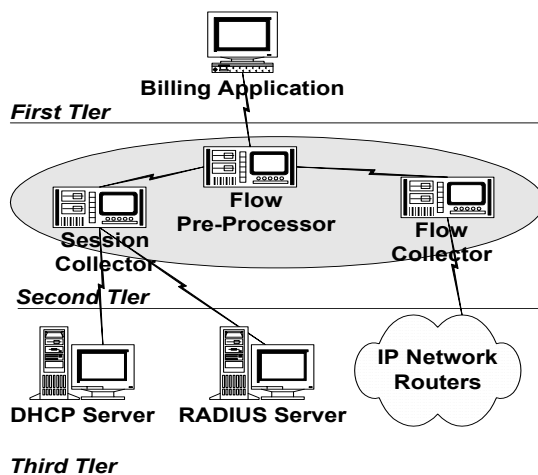 Billing Application
First TIer
Flow
Pre-Processor
Session
Collector
Flow
Collector
Second TIer
IP Network
Routers
DHCP Server
RADIUS Server
Third TIer